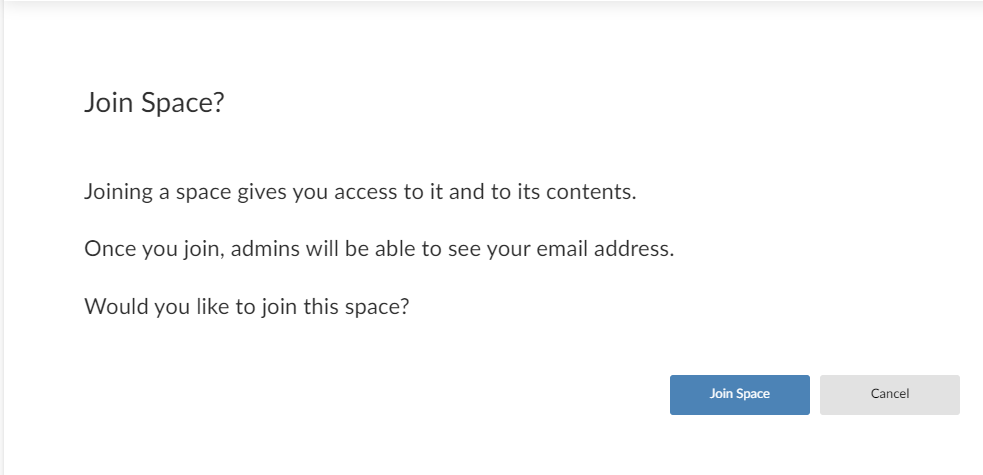 Join Space?
Joining a space gives you access to it and to its contents.
Once you join, admins will be able to see your email address.
Would you like to join this space?
Join Space
Cancel